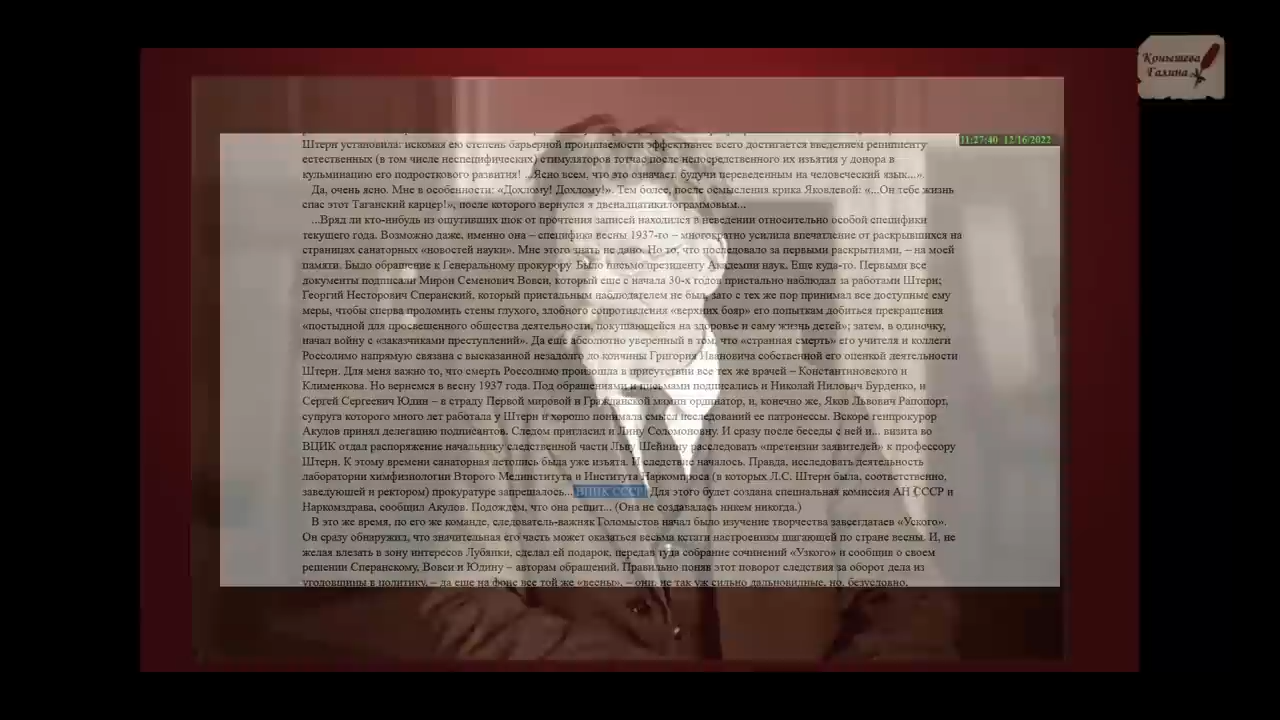 Конышева
Галина
11:27:40 12/16/2022
Штерн установила: искомая ею степень барьерной проницаемости эффективнее всего достигается введением реципиенту
естественных (в том числе неспецифических) стимуляторов тотчас после непосредственного их изъятия у донора в
кульминацию его подросткового развития! ...Ясно всем, что это означает, будучи переведенным на человеческий язык...».
Да, очень ясно. Мне в особенности: «Дохлому! Дохлому!». Тем более, после осмысления крика Яковлевой: «...Он тебе жизнь
спас этот Таганский карцер!», после которого вернулся я двенадцатикилограммовым...
...Вряд ли кто-нибудь из ощутивших шок от прочтения записей находился в неведении относительно особой специфики
текущего года. Возможно даже, именно она – специфика весны 1937-го – многократно усилила впечатление от раскрывшихся на
страницах санаторных «новостей науки». Мне этого знать не дано. Но то, что последовало за первыми раскрытиями, – на моей
памяти. Было обращение к Генеральному прокурору. Было письмо президенту Академии наук. Еще куда-то. Первыми все
документы подписали Мирон Семенович Вовси, который еще с начала 30-х годов пристально наблюдал за работами Штерн;
Георгий Несторович Сперанский, который пристальным наблюдателем не был, зато с тех же пор принимал все доступные ему
меры, чтобы сперва проломить стены глухого, злобного сопротивления «верхних бояр» его попыткам добиться прекращения
«постыдной для просвещенного общества деятельности, покушающейся на здоровье и саму жизнь детей»; затем, в одиночку,
начал войну с «заказчиками преступлений». Да еще абсолютно уверенный в том, что «странная смерть» его учителя и коллеги
Россолимо напрямую связана с высказанной незадолго до кончины Григория Ивановича собственной его оценкой деятельности
Штерн. Для меня важно то, что смерть Россолимо произошла в присутствии все тех же врачей – Константиновского и
Клименкова. Но вернемся в весну 1937 года. Под обращениями и письмами подписались и Николай Нилович Бурденко, и
Сергей Сергеевич Юдин – в страду Первой мировой и Гражданской мамин ординатор, и, конечно же, Яков Львович Рапопорт,
супруга которого много лет работала у Штерн и хорошо понимала смысл исследований ее патронессы. Вскоре генпрокурор
Акулов принял делегацию подписантов. Следом пригласил и Лину Соломоновну. И сразу после беседы с ней и... визита во
ВЦИК отдал распоряжение начальнику следственной части Льву Шейнину расследовать «претензии заявителей» к профессору
Штерн. К этому времени санаторная летопись была уже изъята. И следствие началось. Правда, исследовать деятельность
лаборатории химфизиологии Второго Мединститута и Института Наркомпроса (в которых Л.С. Штерн была, соответственно,
заведующей и ректором) прокуратуре запрещалось... ВЦИК СССР. Для этого будет создана специальная комиссия АН СССР и
Наркомздрава, сообщил Акулов. Подождем, что она решит... (Она не создавалась никем никогда.)
В это же время, по его же команде, следователь-важняк Голомыстов начал было изучение творчества завсегдатаев «Узкого».
Он сразу обнаружил, что значительная его часть может оказаться весьма кстати настроениям шагающей по стране весны. И, не
желая влезать в зону интересов Лубянки, сделал ей подарок, передав туда собрание сочинений «Узкого» и сообщив о своем
решении Сперанскому, Вовси и Юдину – авторам обращений. Правильно поняв этот поворот следствия за оборот дела из
уголовщины в политику, – да еще на фоне все той же «весны», – они, не так уж сильно дальновидные, но, безусловно,